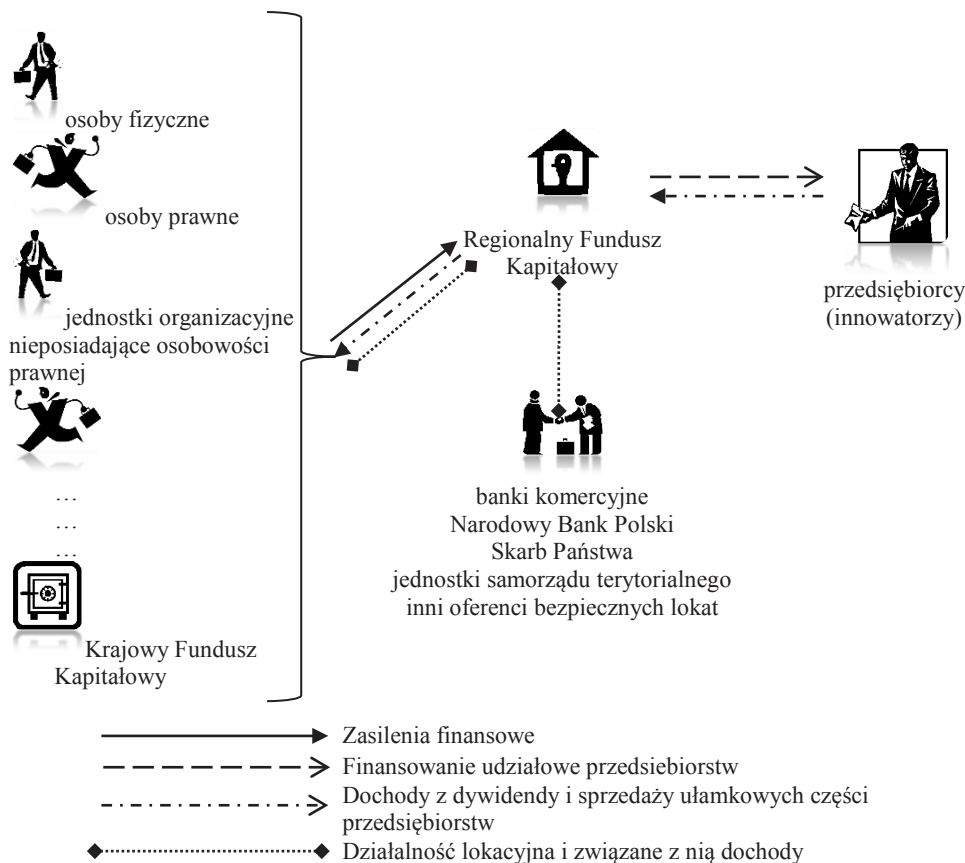 osoby fizyczne
osoby prawne
jednostki organizacyjne
nieposiadające osobowości
prawnej
...
...
...
Krajowy Fundusz
Kapitałowy
Regionalny Fundusz
Kapitałowy
przedsiębiorcy
(innowatorzy)
banki komercyjne
Narodowy Bank Polski
Skarb Państwa
jednostki samorządu terytorialnego
inni oferenci bezpiecznych lokat
Zasilenia finansowe
Finansowanie udziałowe przedsiebiorstw
Dochody z dywidendy i sprzedaży ułamkowych części
przedsiębiorstw
Działalność lokacyjna i związane z nią dochody